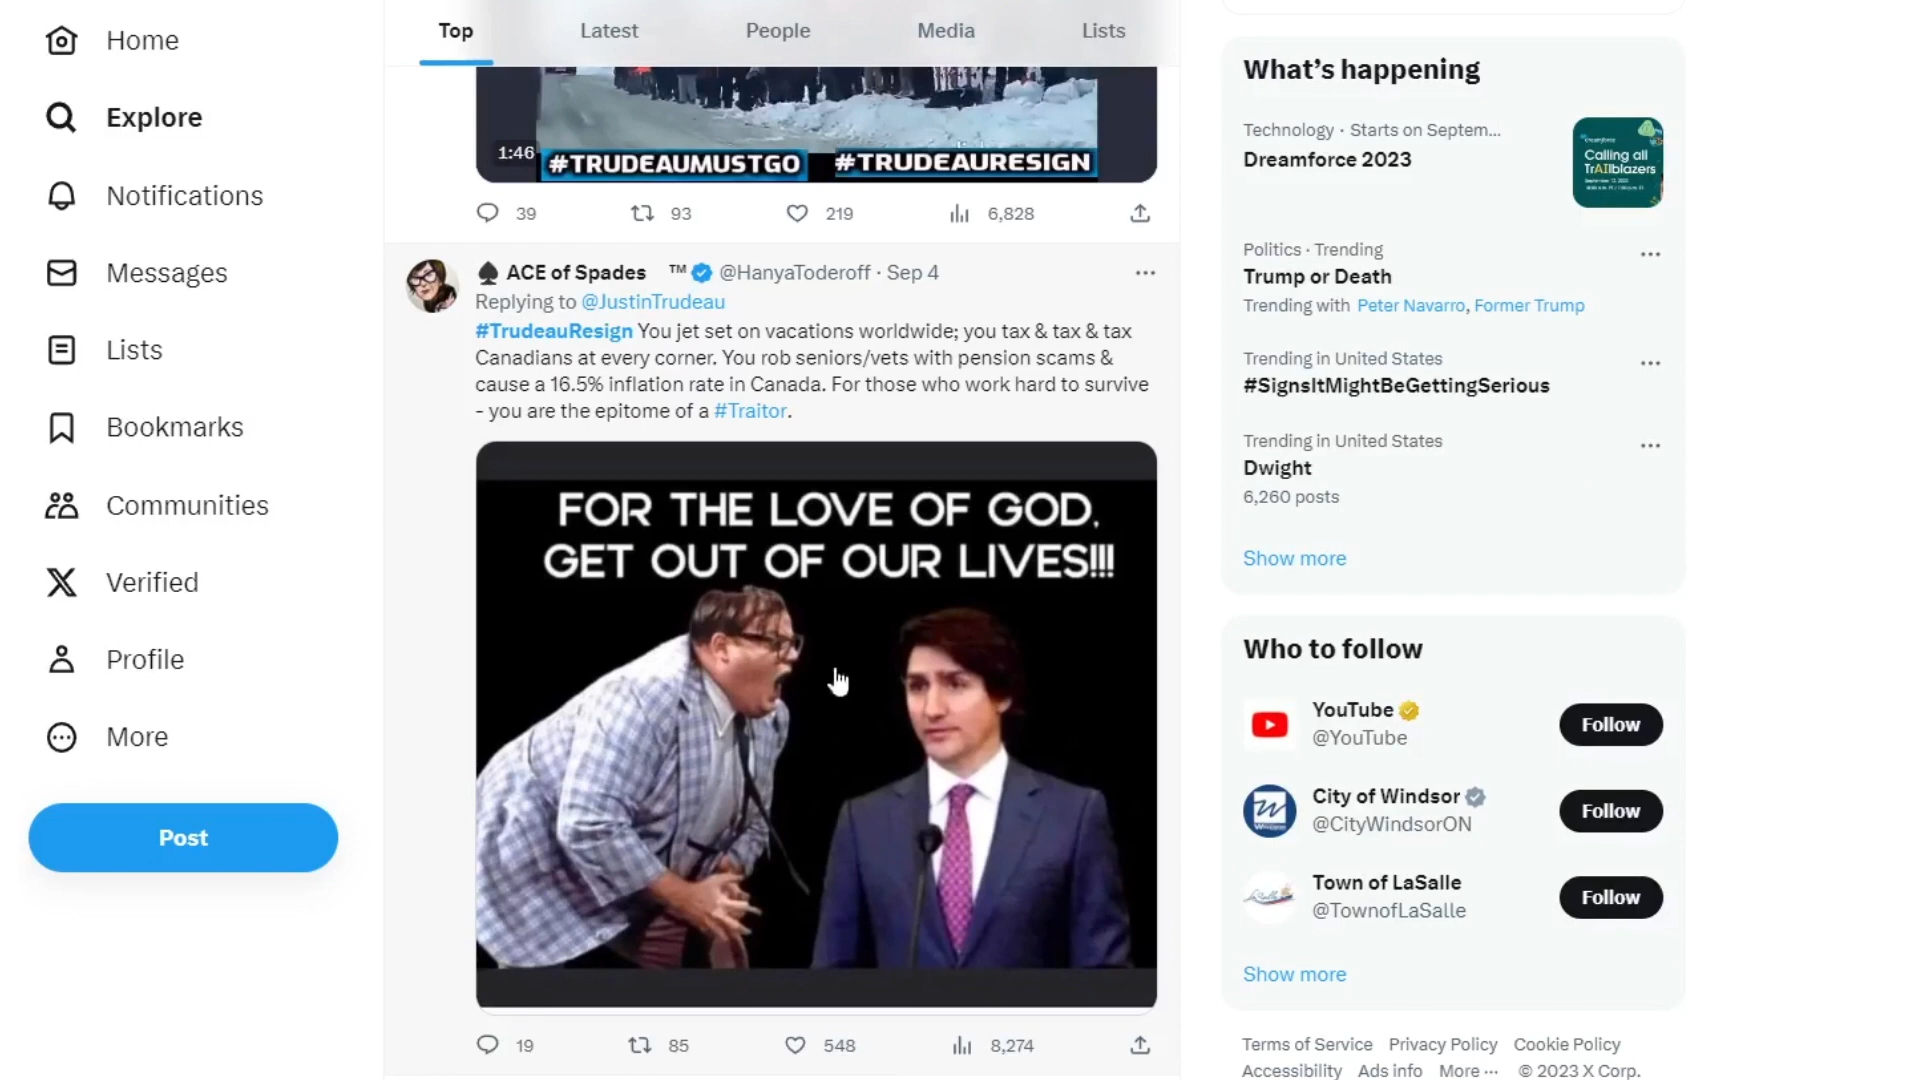 Home
Explore
Notifications
Messages
Lists
Bookmarks
Communities
Verified
Profile
More
Post
Top Latest People Media Lists
1:46 #TRUDEAUMUSTGO #TRUDEAURESIGN
39 93 219 6,828
ACE of Spades ™ @HanyaToderoff · Sep 4
Replying to @JustinTrudeau
#TrudeauResign You jet set on vacations worldwide; you tax & tax & tax
Canadians at every corner. You rob seniors/vets with pension scams &
cause a 16.5% inflation rate in Canada. For those who work hard to survive
- you are the epitome of a #Traitor.
FOR THE LOVE OF GOD,
GET OUT OF OUR LIVES!!!
19 85 548 8,274
What’s happening
Technology · Starts on Septem...
Dreamforce 2023
Calling all
TrAIlblazers
Politics · Trending
Trump or Death
Trending with Peter Navarro, Former Trump
Trending in United States
#SignsItMightBeGettingSerious
Trending in United States
Dwight
6,260 posts
Show more
Who to follow
YouTube
@YouTube
Follow
City of Windsor
@CityWindsorON
Follow
Town of LaSalle
@TownofLaSalle
Follow
Show more
Terms of Service Privacy Policy Cookie Policy
Accessibility Ads info More ··· © 2023 X Corp.